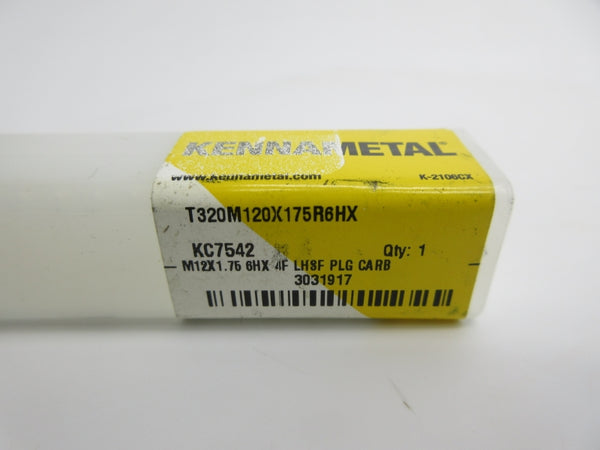 KENNAMETAL®
www.kennametal.com K-2106CX
T320M120X175R6HX
KC7542 Qty: 1
M12X1.75 6HX 4F LHSF PLG CARB
3031917